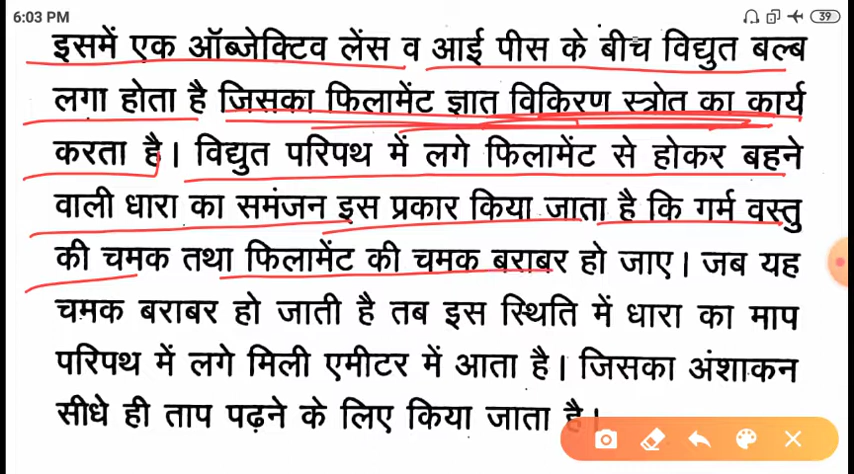 6:03 PM 39
इसमें एक ऑब्जेक्टिव लेंस व आई पीस के बीच विद्युत बल्ब
लगा होता है जिसका फिलामेंट ज्ञात विकिरण स्त्रोत का कार्य
करता है। विद्युत परिपथ में लगे फिलामेंट से होकर बहने
वाली धारा का समंजन इस प्रकार किया जाता है कि गर्म वस्तु
की चमक तथा फिलामेंट की चमक बराबर हो जाए। जब यह
चमक बराबर हो जाती है तब इस स्थिति में धारा का माप
परिपथ में लगे मिली एमीटर में आता है। जिसका अंशाकन
सीधे ही ताप पढ़ने के लिए किया जाता है।